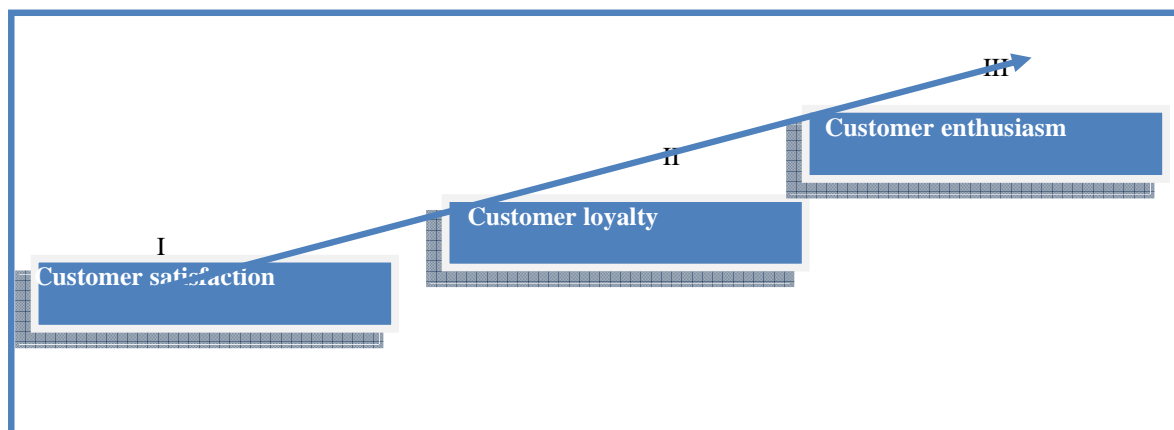 III
Customer enthusiasm
II
Customer loyalty
I
Customer satisfaction